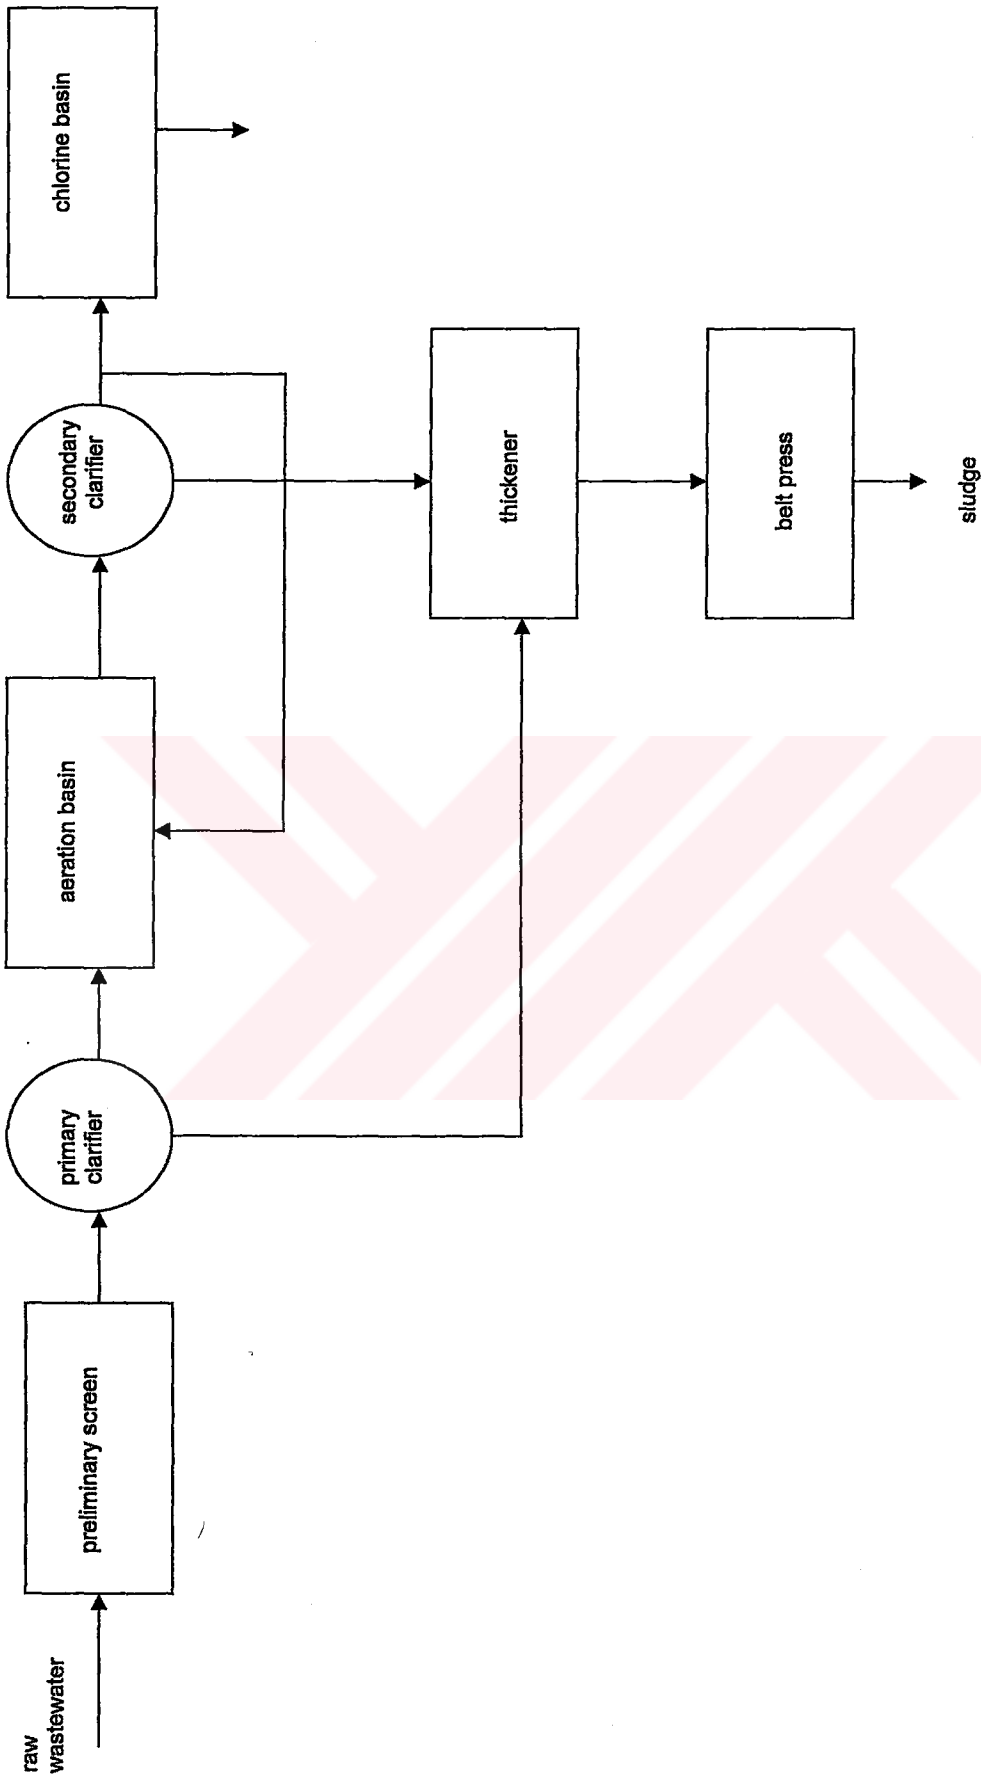 raw
wastewater
preliminary screen
primary
clarifier
aeration basin
secondary
clarifier
chlorine basin
thickener
belt press
sludge